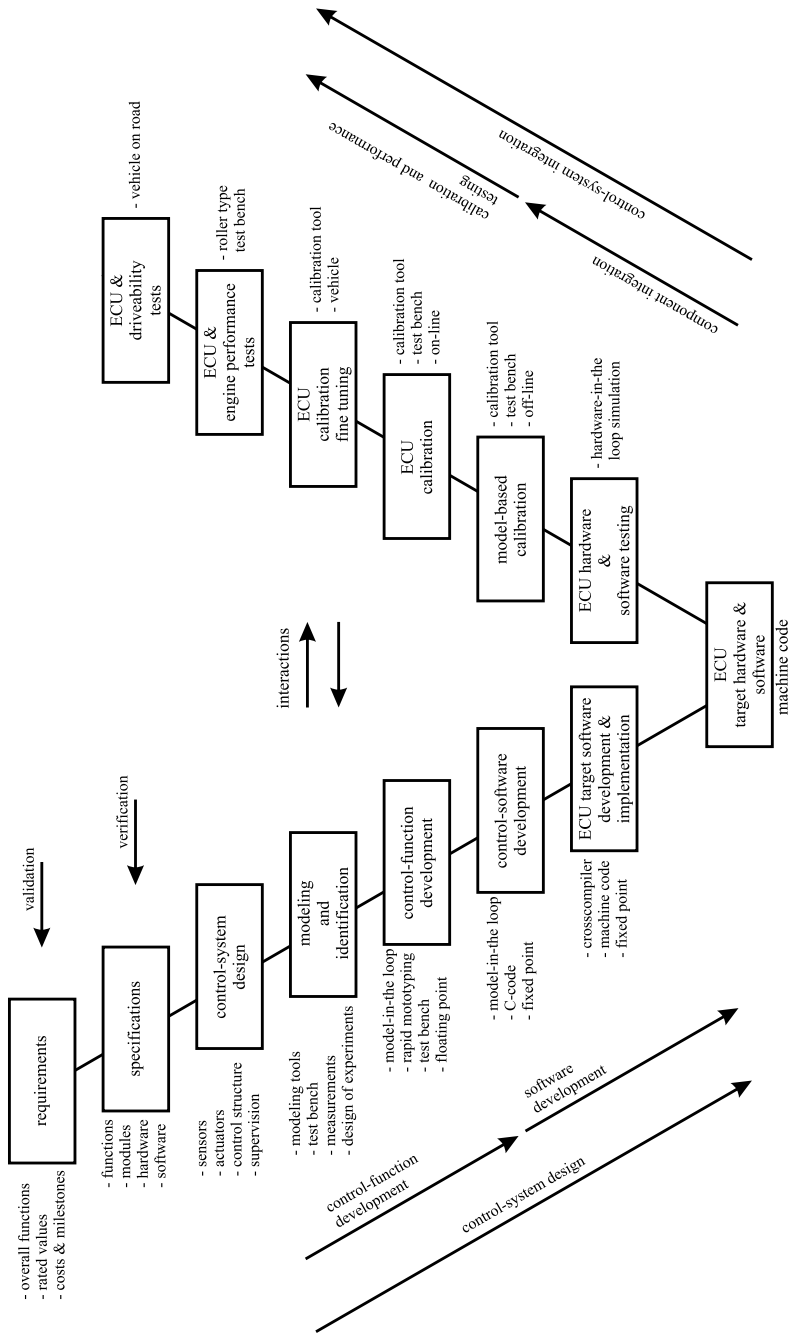 requirements
- overall functions
- rated values
- costs & milestones
validation
specifications
- functions
- modules
- hardware
- software
verification
control-system
design
- sensors
- actuators
- control structure
- supervision
modeling
and
identification
- modeling tools
- test bench
- measurements
- design of experiments
interactions
control-function
development
- model-in-the loop
- rapid mototyping
- test bench
- floating point
control-software
development
- model-in-the loop
- C-code
- fixed point
ECU target software
development &
implementation
- crosscompiler
- machine code
- fixed point
ECU
target hardware &
software
machine code
ECU hardware
&
software testing
- hardware-in-the
loop simulation
model-based
calibration
- calibration tool
- test bench
- off-line
ECU
calibration
- calibration tool
- test bench
- on-line
ECU
calibration
fine tuning
- calibration tool
- vehicle
ECU &
engine performance
tests
- roller type
test bench
ECU &
driveability
tests
- vehicle on road
control-function
development
software
development
control-system design
component integration
calibration and performance
testing
control-system integration